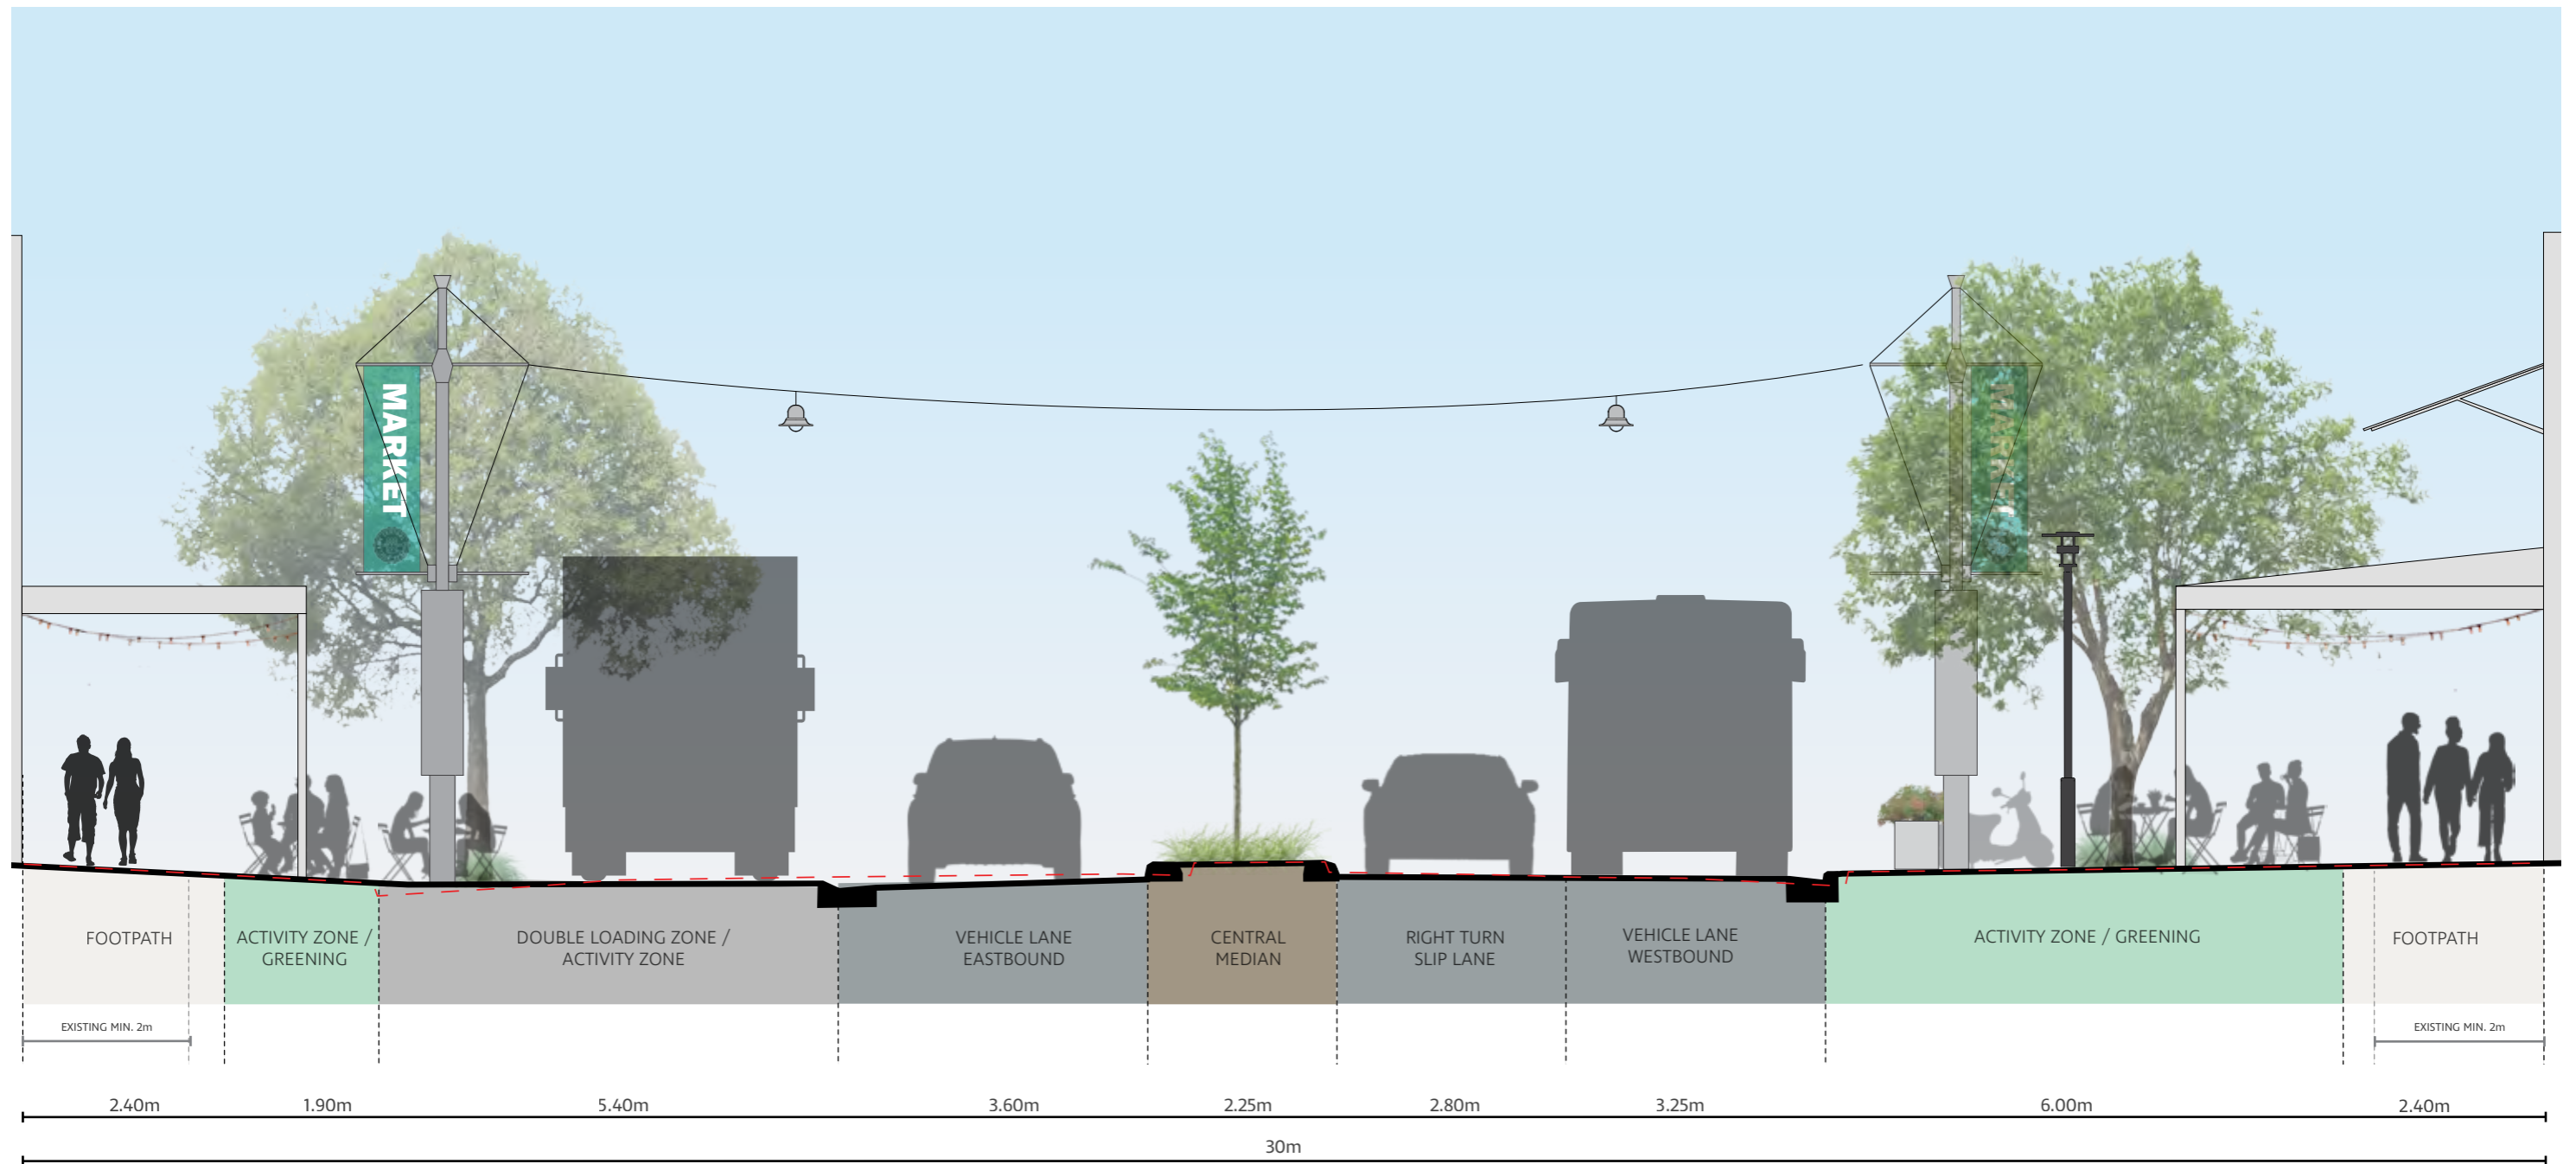 MARKET
MARKET
FOOTPATH
ACTIVITY ZONE /
GREENING
DOUBLE LOADING ZONE /
ACTIVITY ZONE
VEHICLE LANE
EASTBOUND
CENTRAL
MEDIAN
RIGHT TURN
SLIP LANE
VEHICLE LANE
WESTBOUND
ACTIVITY ZONE / GREENING
FOOTPATH
EXISTING MIN. 2m
EXISTING MIN. 2m
2.40m
1.90m
5.40m
3.60m
2.25m
2.80m
3.25m
6.00m
2.40m
30m